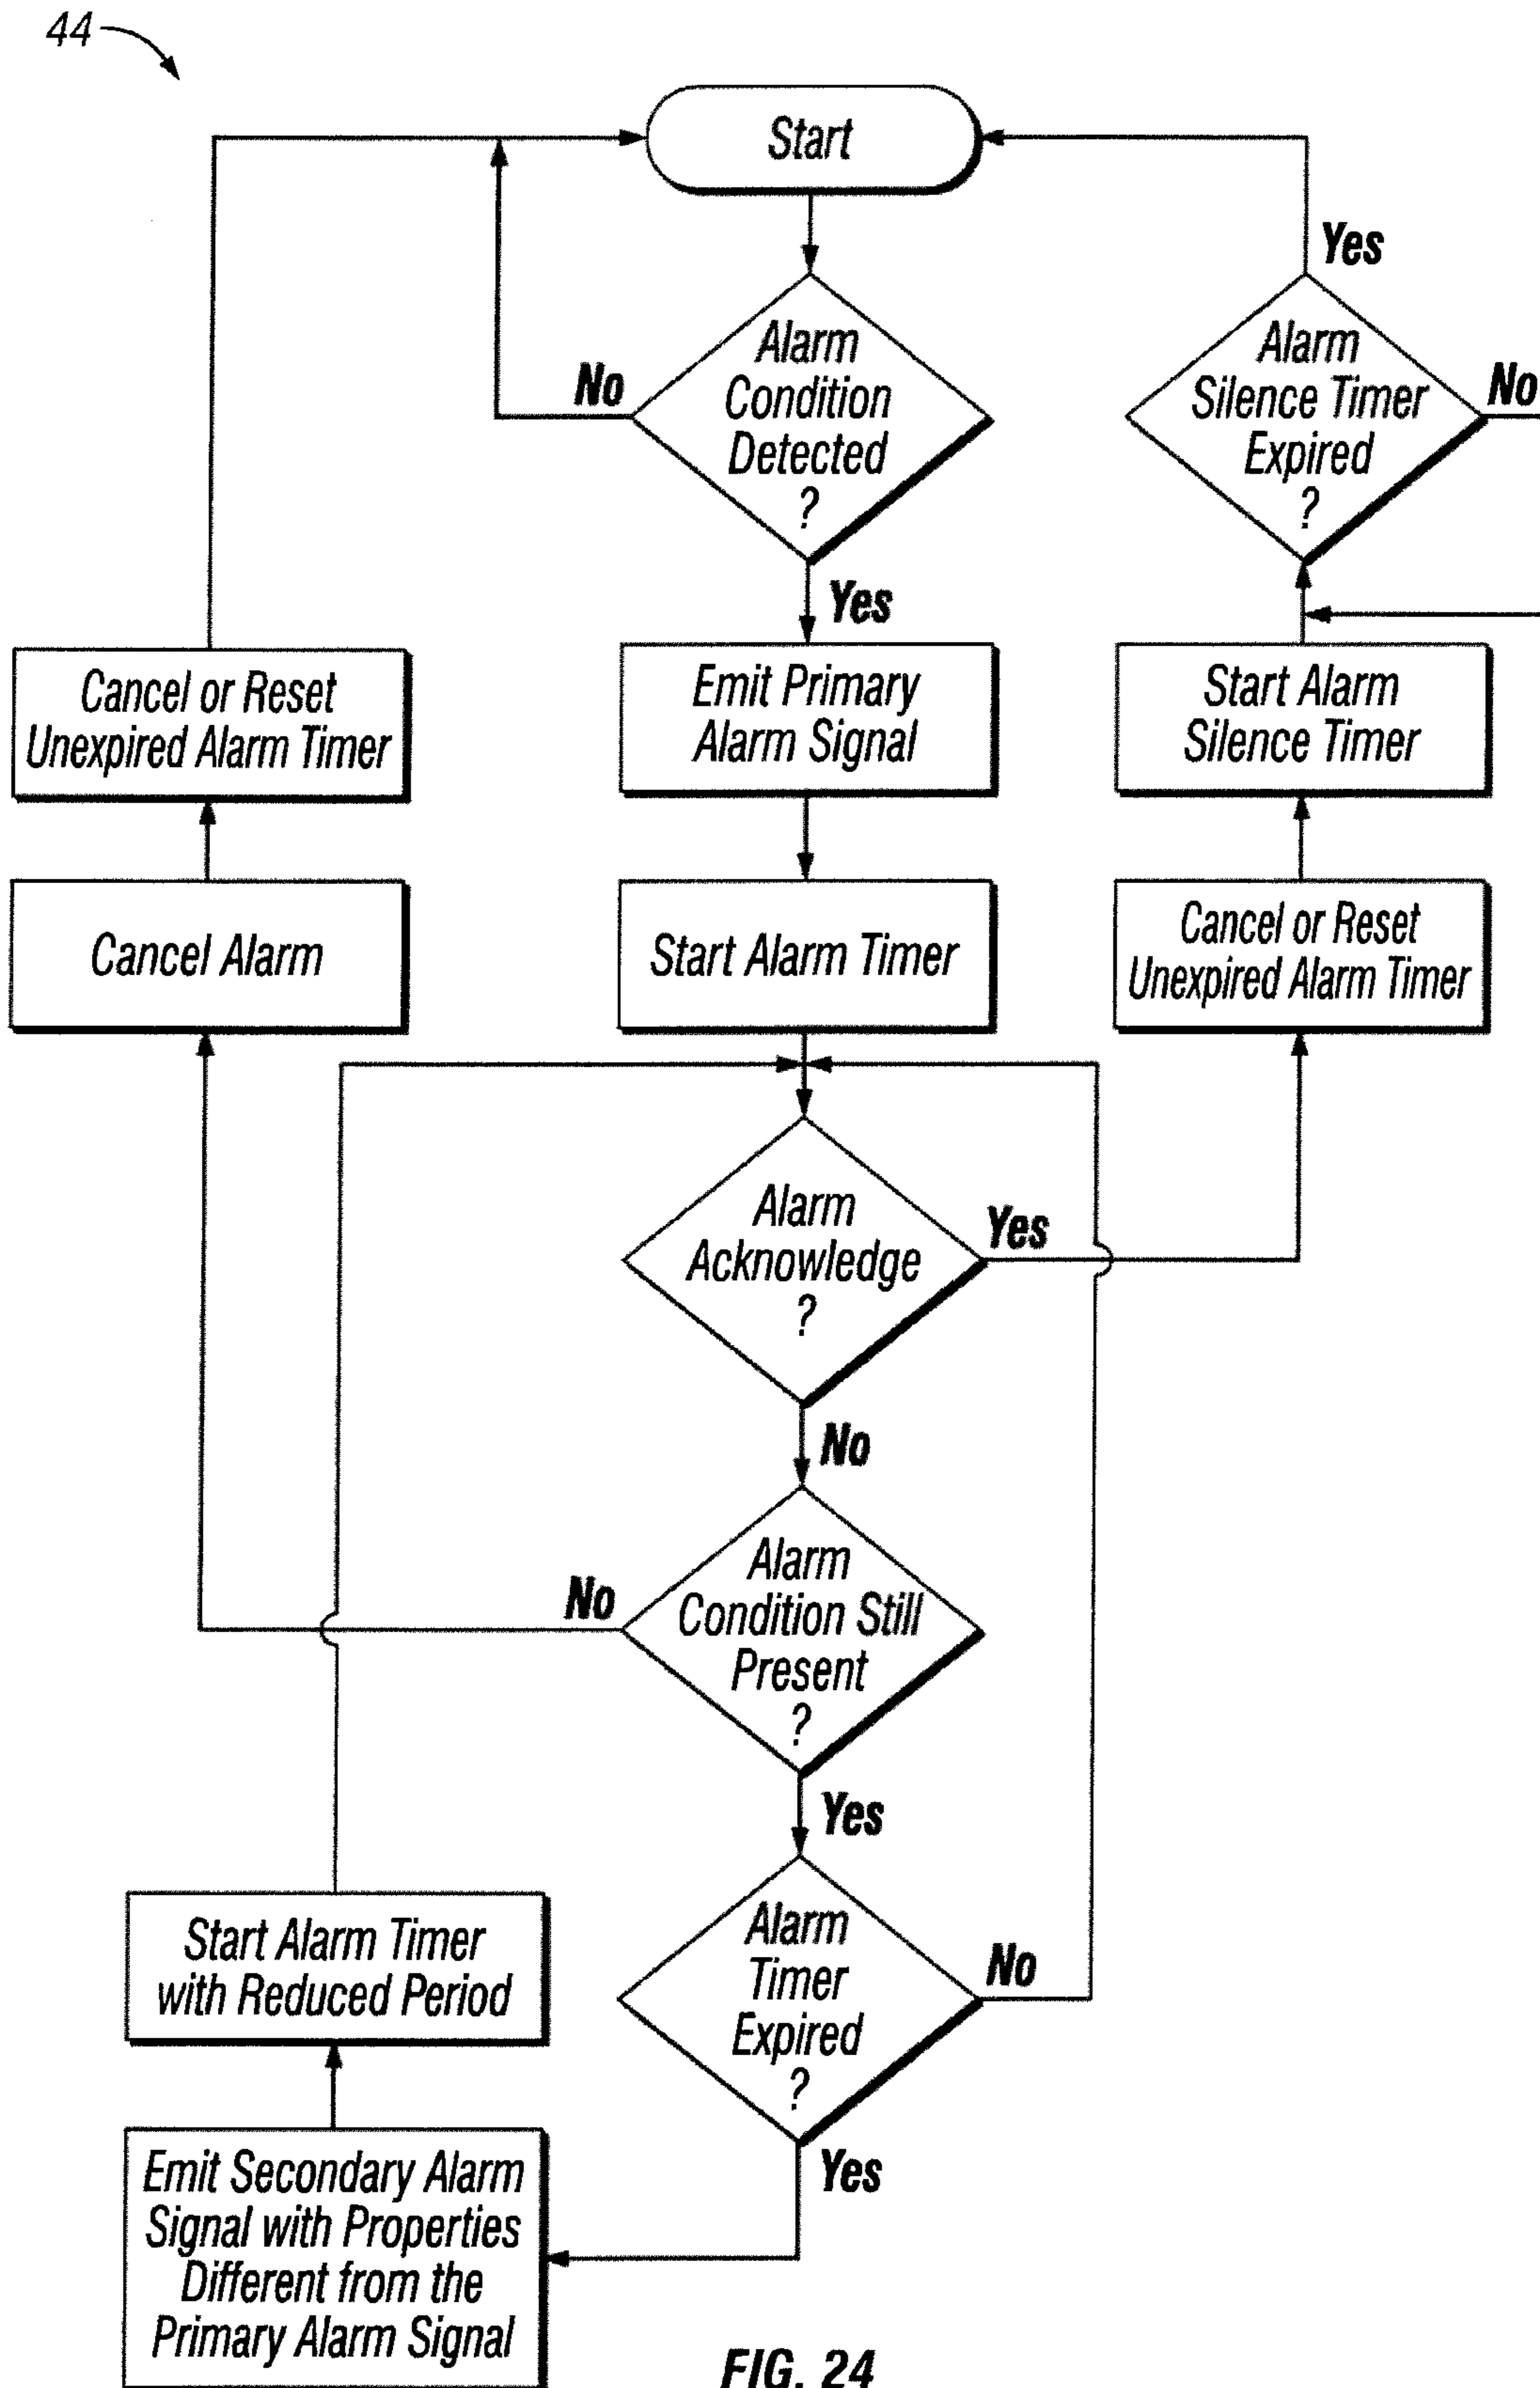 44
Start
Alarm
Condition
Detected
?
No
Yes
Alarm
Silence Timer
Expired
?
Yes
No
Cancel or Reset
Unexpired Alarm Timer
Emit Primary
Alarm Signal
Start Alarm
Silence Timer
Cancel Alarm
Start Alarm Timer
Cancel or Reset
Unexpired Alarm Timer
Alarm
Acknowledge
?
Yes
No
Alarm
Condition Still
Present
?
No
Yes
Start Alarm Timer
with Reduced Period
Alarm
Timer
Expired
?
No
Yes
Emit Secondary Alarm
Signal with Properties
Different from the
Primary Alarm Signal
FIG. 24